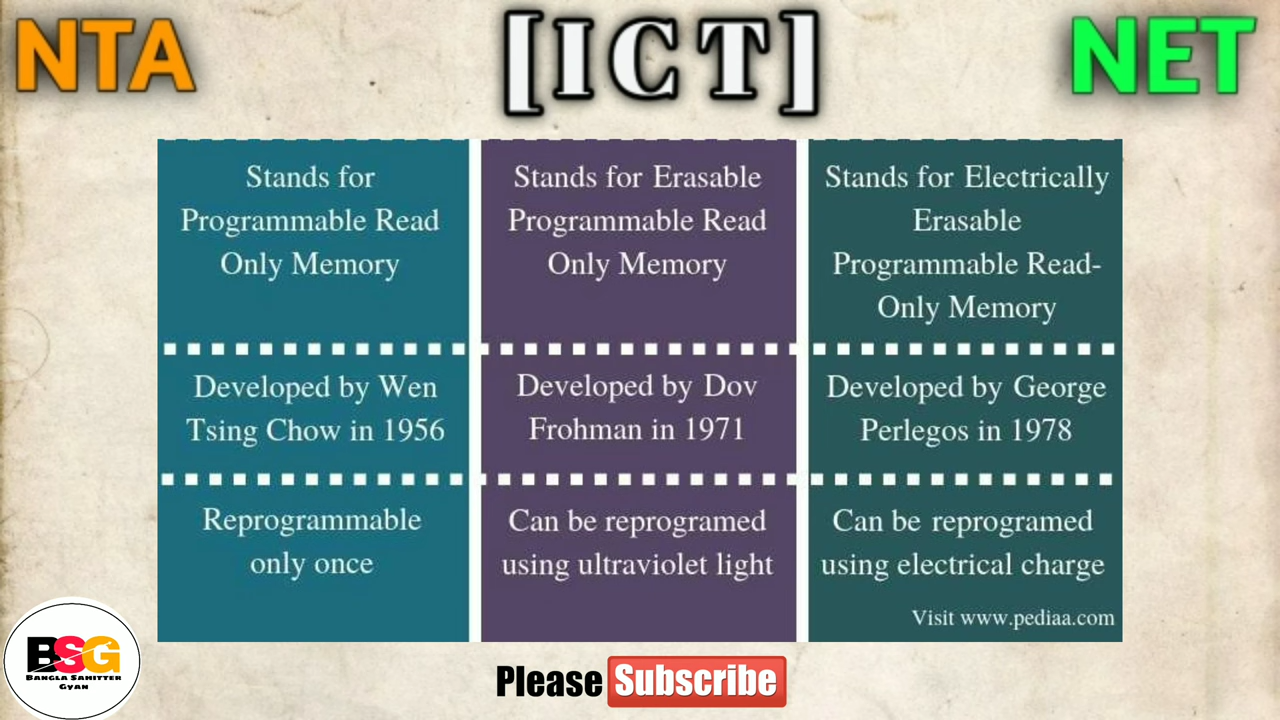 NTA
[ICT]
NET
Stands for
Programmable Read
Only Memory
Stands for Erasable
Programmable Read
Only Memory
Stands for Electrically
Erasable
Programmable Read-
Only Memory
Developed by Wen
Tsing Chow in 1956
Developed by Dov
Frohman in 1971
Developed by George
Perlegos in 1978
Reprogrammable
only once
Can be reprogramed
using ultraviolet light
Can be reprogramed
using electrical charge
Visit www.pediaa.com
BSG
BANGLA SAHITTER
GYAN
Please Subscribe